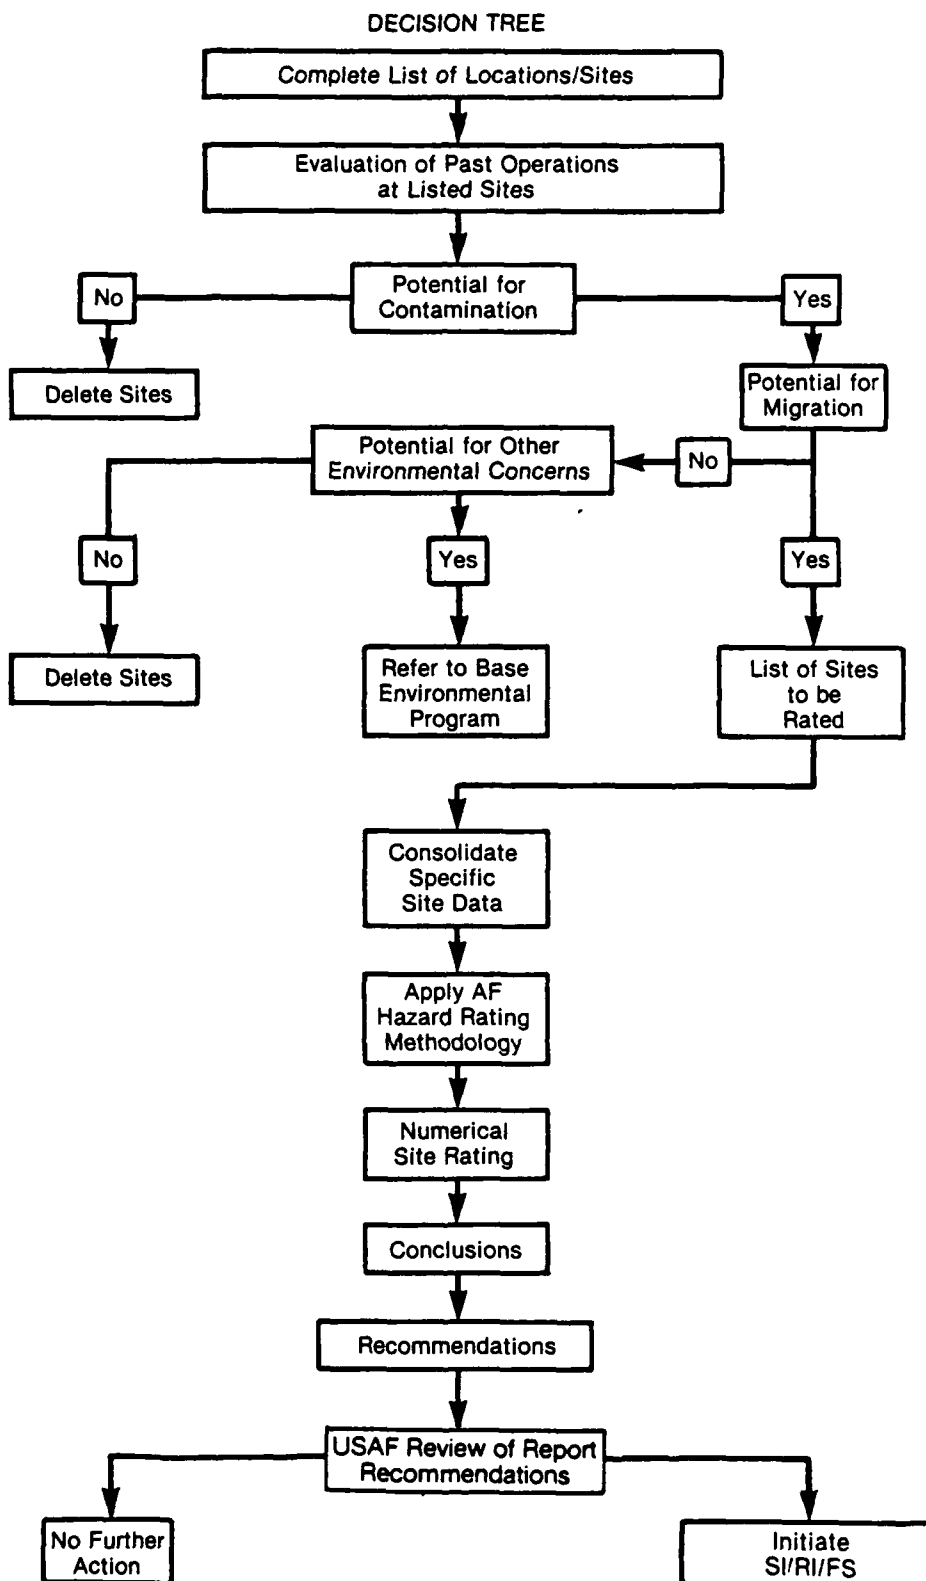 DECISION TREE
Complete List of Locations/Sites
Evaluation of Past Operations
at Listed Sites
No
Potential for
Contamination
Yes
Delete Sites
Potential for
Migration
Potential for Other
Environmental Concerns
No
No
Yes
Yes
Delete Sites
Refer to Base
Environmental
Program
List of Sites
to be
Rated
Consolidate
Specific
Site Data
Apply AF
Hazard Rating
Methodology
Numerical
Site Rating
Conclusions
Recommendations
USAF Review of Report
Recommendations
No Further
Action
Initiate
SI/RI/FS